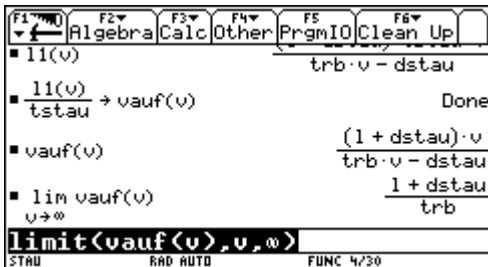 F1 F2 Algebra F3 Calc F4 Other F5 PrgmIO F6 Clean Up
▪ l1(v) trb·v − dstau
▪ l1(v)/tstau → vauf(v) Done
▪ vauf(v) (1 + dstau)·v/(trb·v − dstau)
▪ lim v→∞ vauf(v) (1 + dstau)/trb
limit(vauf(v),v,∞)
STAU RAD AUTO FUNC 4/30